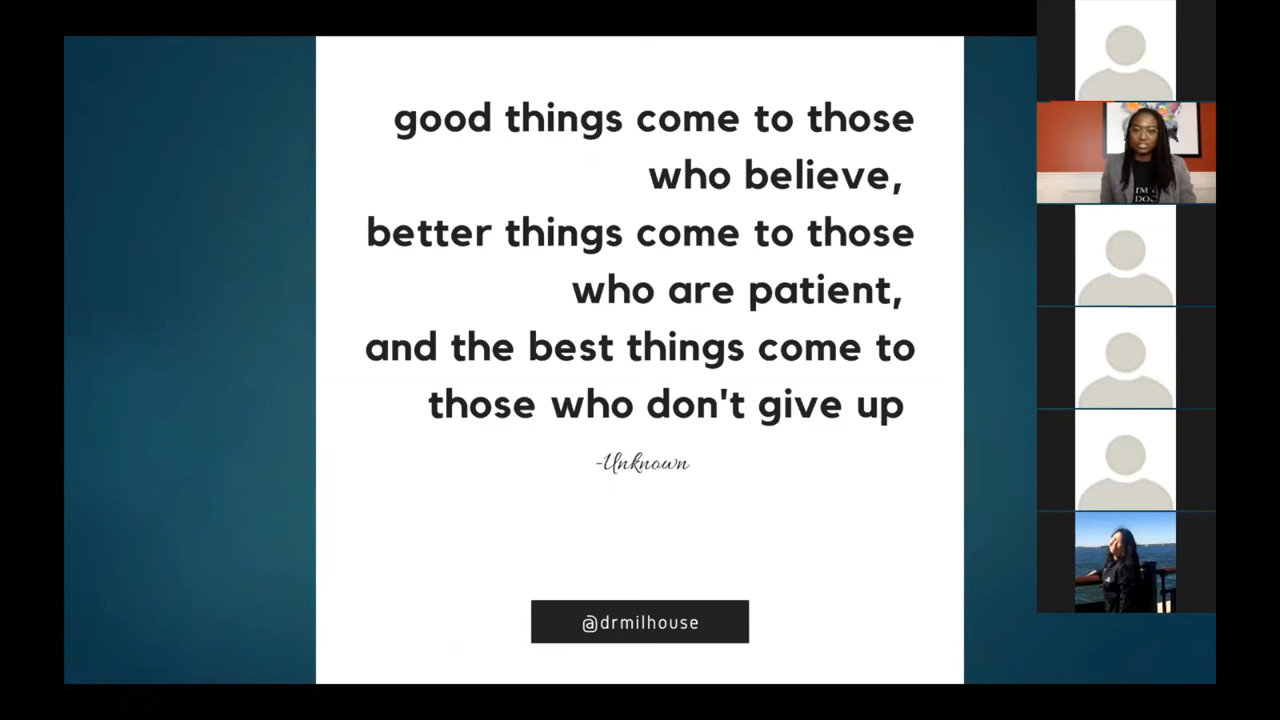 good things come to those
who believe,
better things come to those
who are patient,
and the best things come to
those who don't give up
-Unknown
@drmilhouse
I'M
DOC